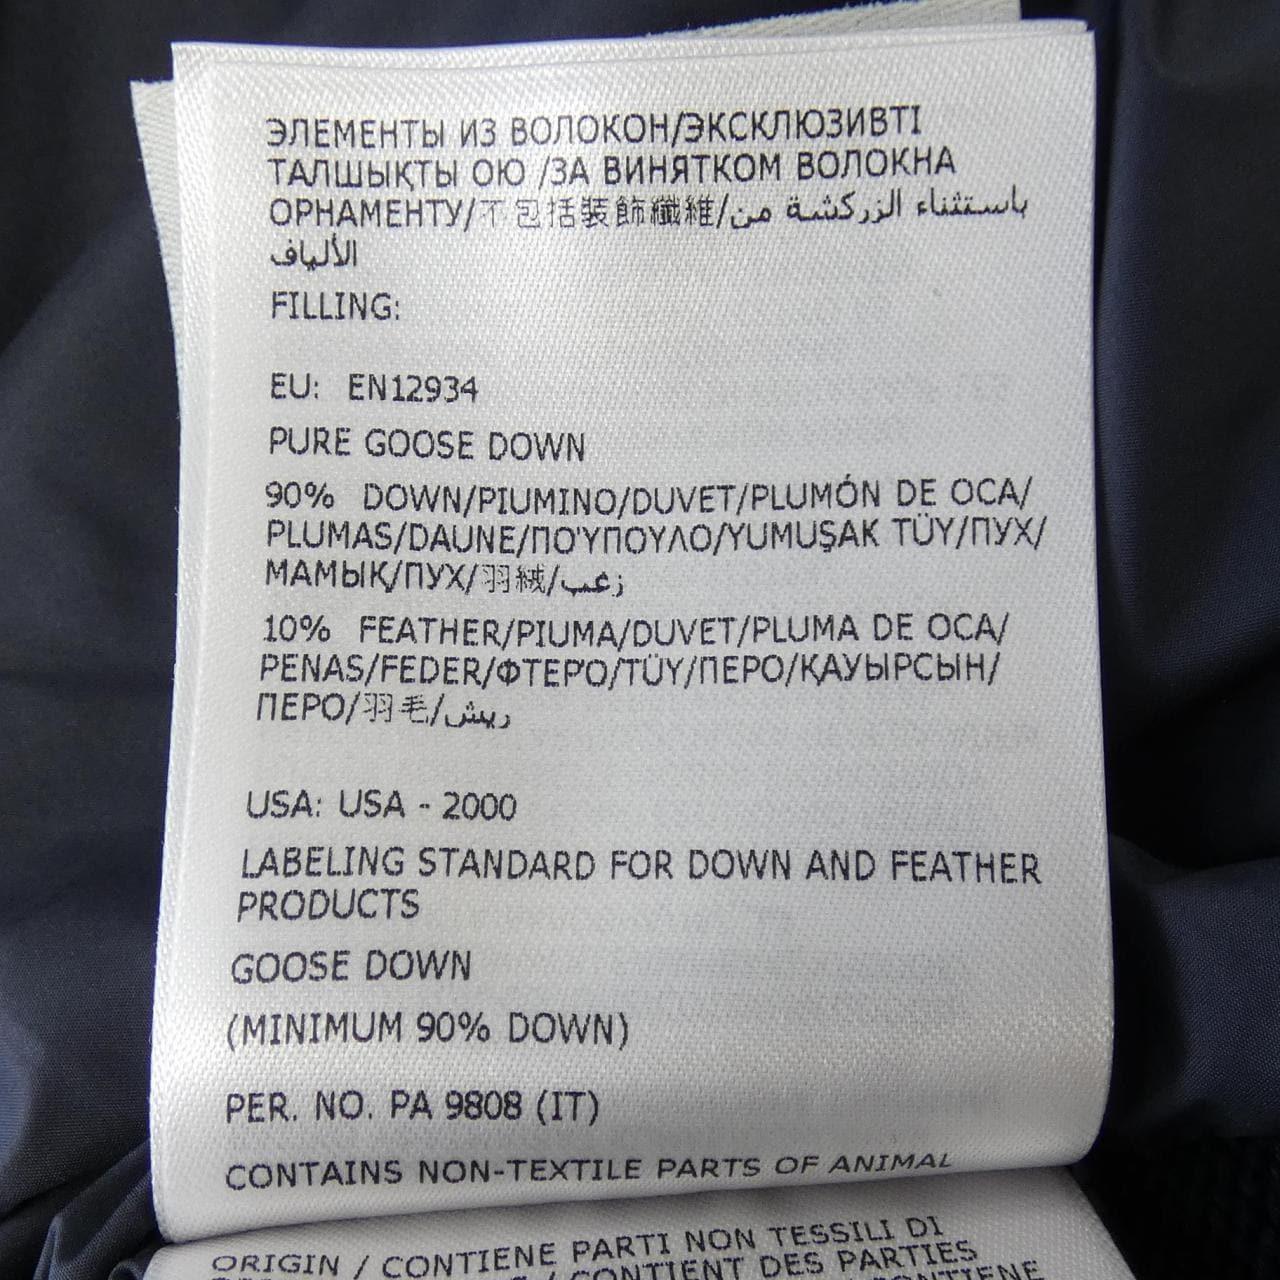 ЭЛЕМЕНТЫ ИЗ ВОЛОКОН/ЭКСКЛЮЗИВТІ
ТАЛШЫҚТЫ ОЮ /ЗА ВИНЯТКОМ ВОЛОКНА
ОРНАМЕНТУ/不包括裝飾纖維/باستثناء الزركشة من
الألياف
FILLING:
EU: EN12934
PURE GOOSE DOWN
90% DOWN/PIUMINO/DUVET/PLUMÓN DE OCA/
PLUMAS/DAUNE/ΠΟΎΠΟΥΛΟ/YUMUŞAK TÜY/ПУХ/
МАМЫҚ/ПУХ/羽絨/زغب
10% FEATHER/PIUMA/DUVET/PLUMA DE OCA/
PENAS/FEDER/ΦΤΕΡΌ/TÜY/ПЕРО/ҚАУЫРСЫН/
ПЕРО/羽毛/ريش
USA: USA - 2000
LABELING STANDARD FOR DOWN AND FEATHER
PRODUCTS
GOOSE DOWN
(MINIMUM 90% DOWN)
PER. NO. PA 9808 (IT)
CONTAINS NON-TEXTILE PARTS OF ANIMAL
ORIGIN / CONTIENE PARTI NON TESSILI DI
/ CONTIENT DES PARTIES
CONTIENE